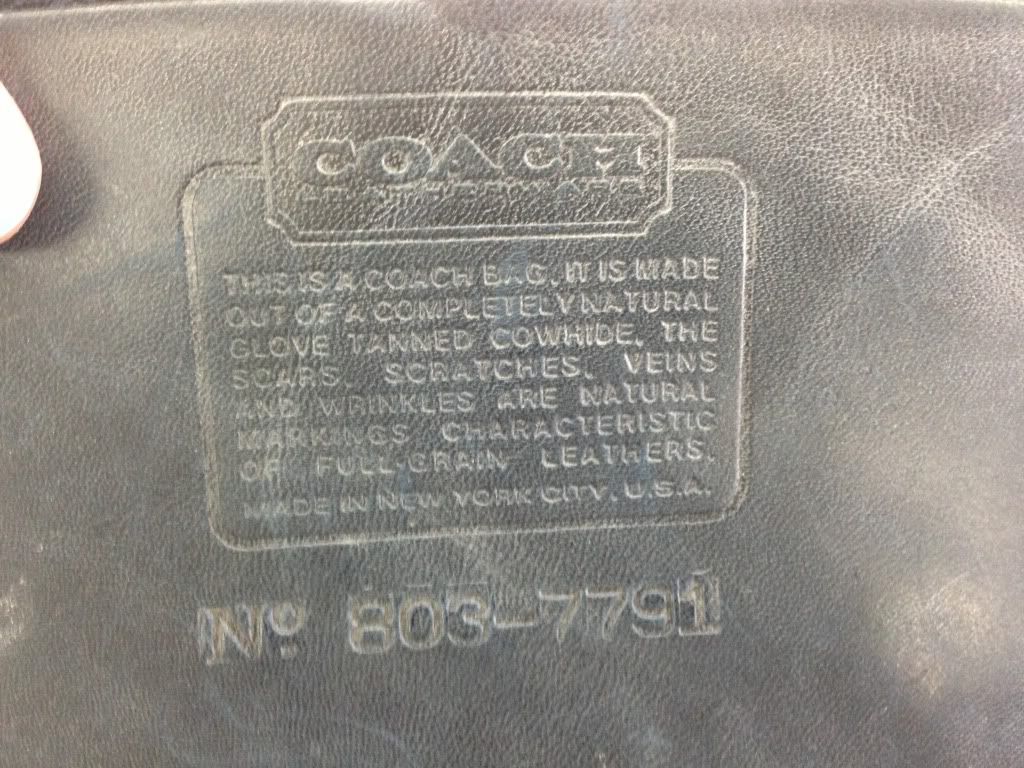 COACH
LEATHERWARE
THIS IS A COACH BAG. IT IS MADE
OUT OF A COMPLETELY NATURAL
GLOVE TANNED COWHIDE. THE
SCARS, SCRATCHES, VEINS
AND WRINKLES ARE NATURAL
MARKINGS CHARACTERISTIC
OF FULL-GRAIN LEATHERS.
MADE IN NEW YORK CITY, U.S.A.
Nº 803-7791